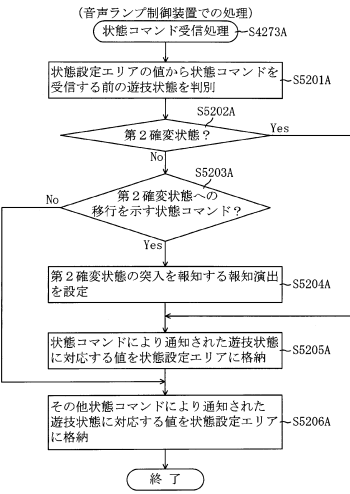 (音声ランプ制御装置での処理)
状態コマンド受信処理
S4273A
状態設定エリアの値から状態コマンドを
受信する前の遊技状態を判別
S5201A
S5202A
第2確変状態？
Yes
No
S5203A
第2確変状態への
移行を示す状態コマンド？
No
Yes
第2確変状態の突入を報知する報知演出
を設定
S5204A
状態コマンドにより通知された遊技状態
に対応する値を状態設定エリアに格納
S5205A
その他状態コマンドにより通知された
遊技状態に対応する値を状態設定エリア
に格納
S5206A
終了